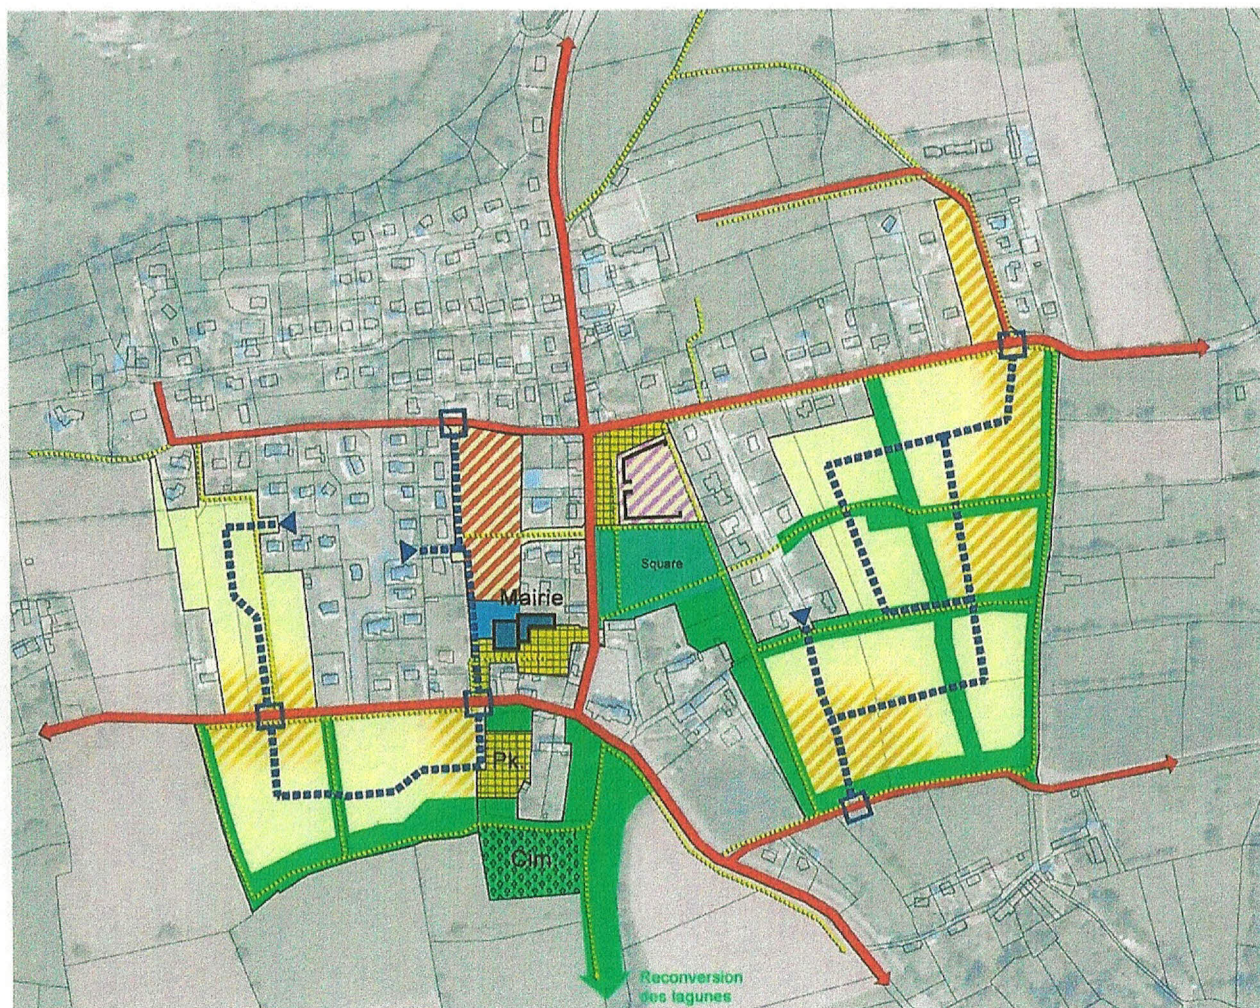 Square
Mairie
Pk.
Cim.
Reconversion
des lagunes